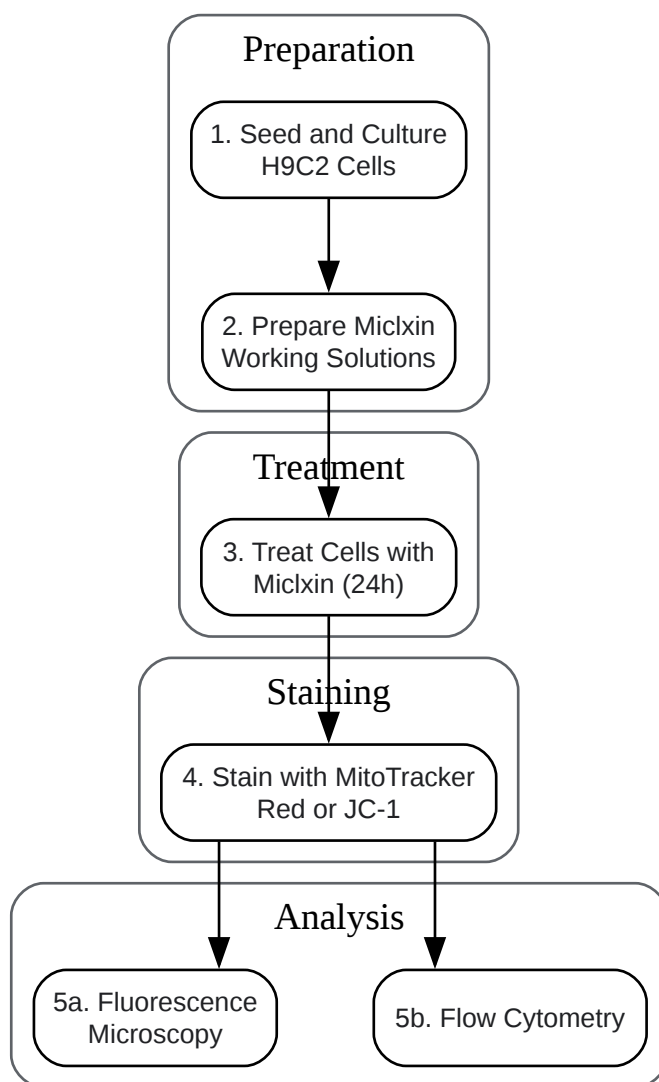 Preparation
1. Seed and Culture
H9C2 Cells
2. Prepare Miclxin
Working Solutions
Treatment
3. Treat Cells with
Miclxin (24h)
Staining
4. Stain with MitoTracker
Red or JC-1
Analysis
5a. Fluorescence
Microscopy
5b. Flow Cytometry